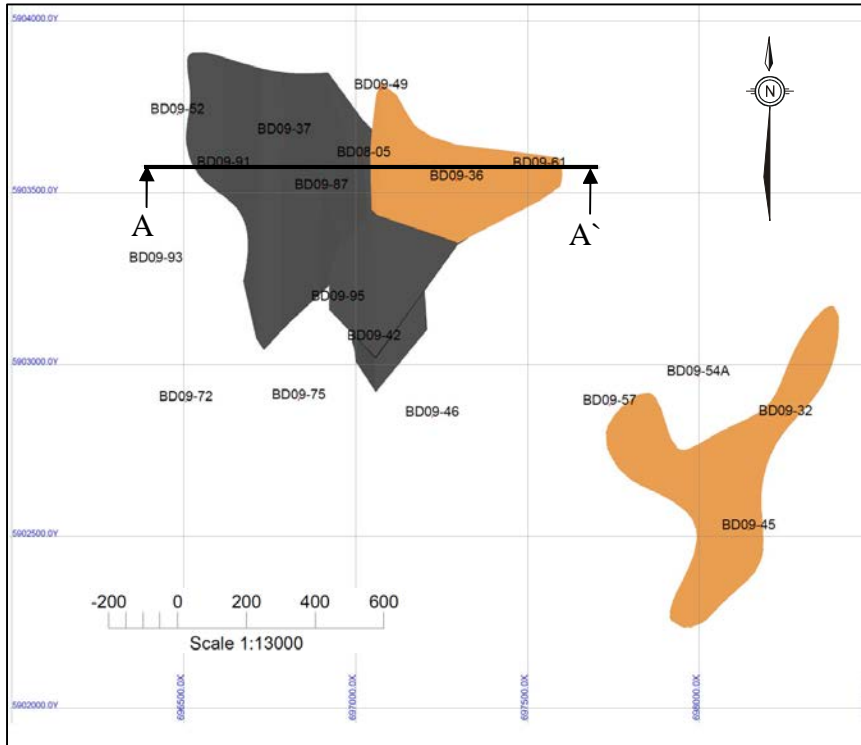 5904000.0Y
BD09-49
BD09-52
BD09-37
N
BD08-05
BD09-91
BD09-61
BD09-36
BD09-87
5903500.0Y
A
A`
BD09-93
BD09-95
BD09-42
5903000.0Y
BD09-54A
BD09-72
BD09-75
BD09-57
BD09-46
BD09-32
5902500.0Y
BD09-45
-200 0 200 400 600
Scale 1:13000
5902000.0Y
696500.0X
697000.0X
697500.0X
698000.0X